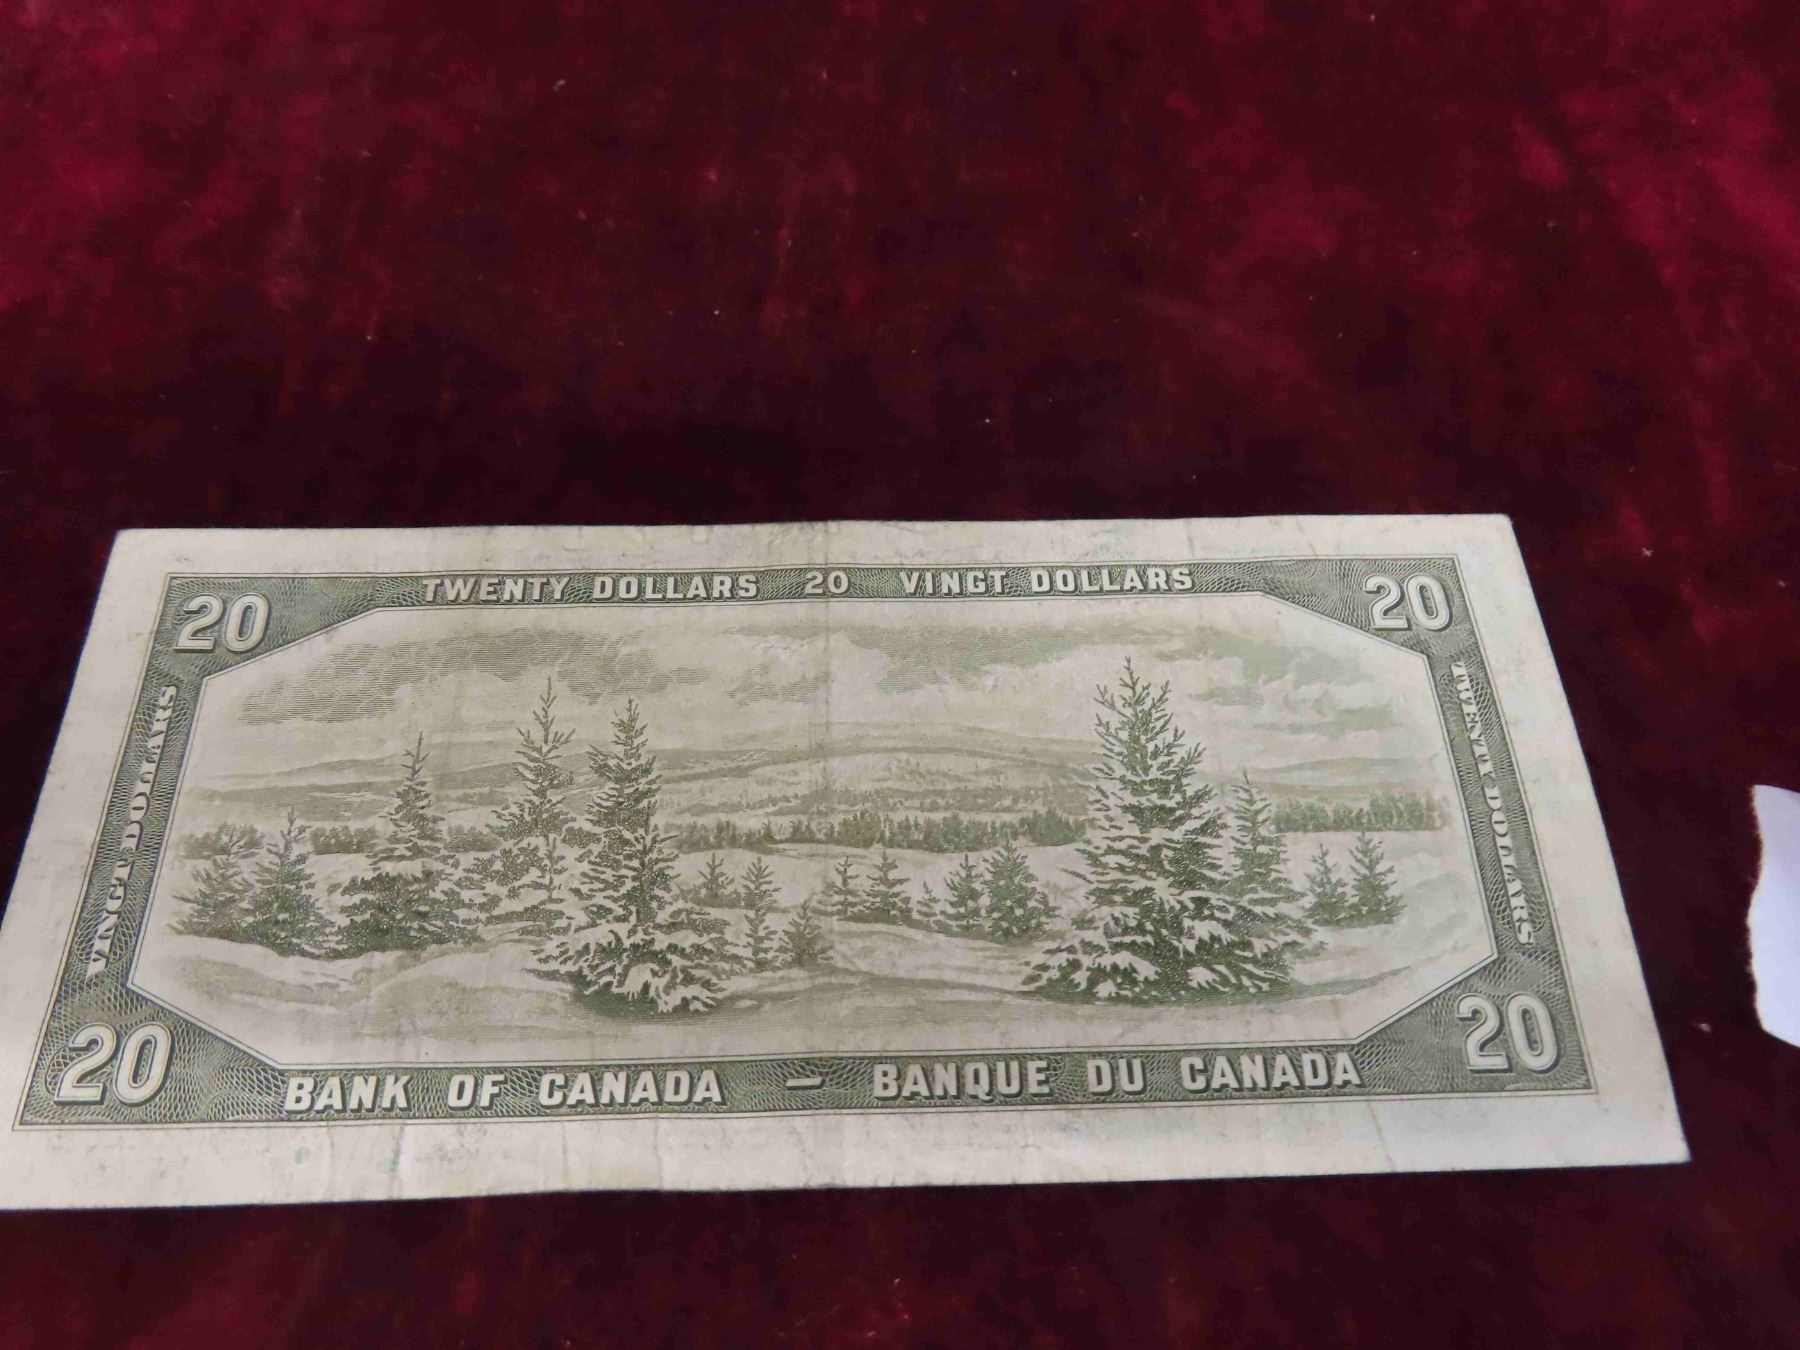 TWENTY DOLLARS 20 VINGT DOLLARS
20
20
VINGT DOLLARS
TWENTY DOLLARS
20
20
BANK OF CANADA — BANQUE DU CANADA